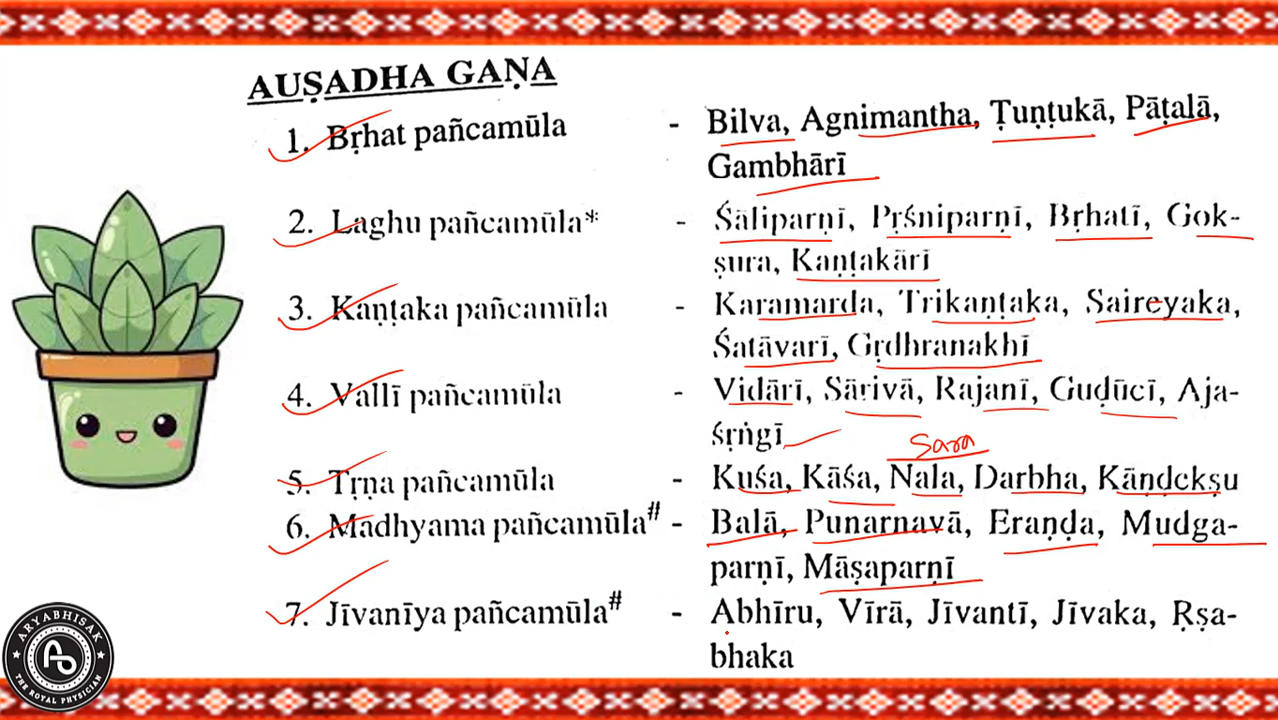 AUṢADHA GAṆA
1. Bṛhat pañcamūla - Bilva, Agnimantha, Ṭuṇṭukā, Pāṭalā,
Gambhārī
2. Laghu pañcamūla* - Śāliparṇī, Pṛśniparṇī, Bṛhatī, Gok-
ṣura, Kaṇṭakārī
3. Kaṇṭaka pañcamūla - Karamarda, Trikaṇṭaka, Saireyaka,
Śatāvarī, Gṛdhranakhī
4. Vallī pañcamūla - Vidārī, Sārivā, Rajanī, Guḍūcī, Aja-
śṛṅgī
Sara
5. Tṛṇa pañcamūla - Kuśa, Kāśa, Nala, Darbha, Kāṇḍekṣu
6. Madhyama pañcamūla# - Balā, Punarnavā, Eraṇḍa, Mudga-
parṇī, Māṣaparṇī
7. Jīvanīya pañcamūla# - Abhīru, Vīrā, Jīvantī, Jīvaka, Ṛṣa-
bhaka
ARYABHISAK
THE ROYAL PHYSICIAN